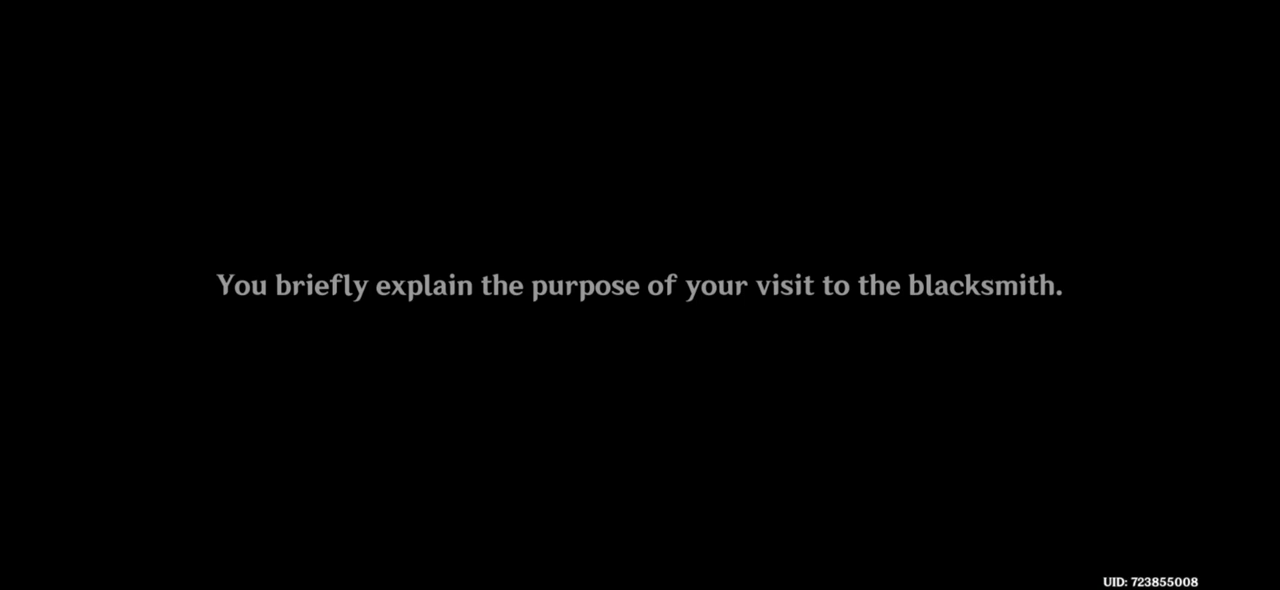 You briefly explain the purpose of your visit to the blacksmith.
UID: 723855008